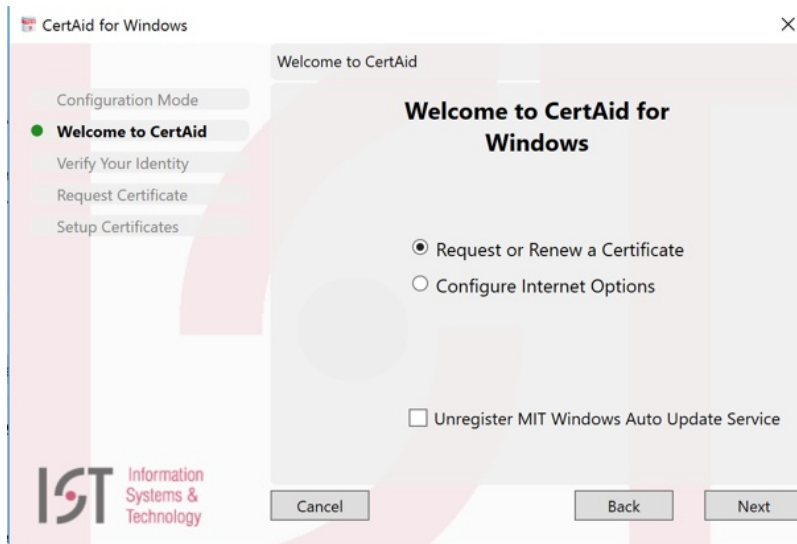 CertAid for Windows
Configuration Mode
Welcome to CertAid
Verify Your Identity
Request Certificate
Setup Certificates
IST
Information
Systems &
Technology
Welcome to CertAid
Welcome to CertAid for
Windows
Request or Renew a Certificate
Configure Internet Options
Unregister MIT Windows Auto Update Service
Cancel
Back
Next